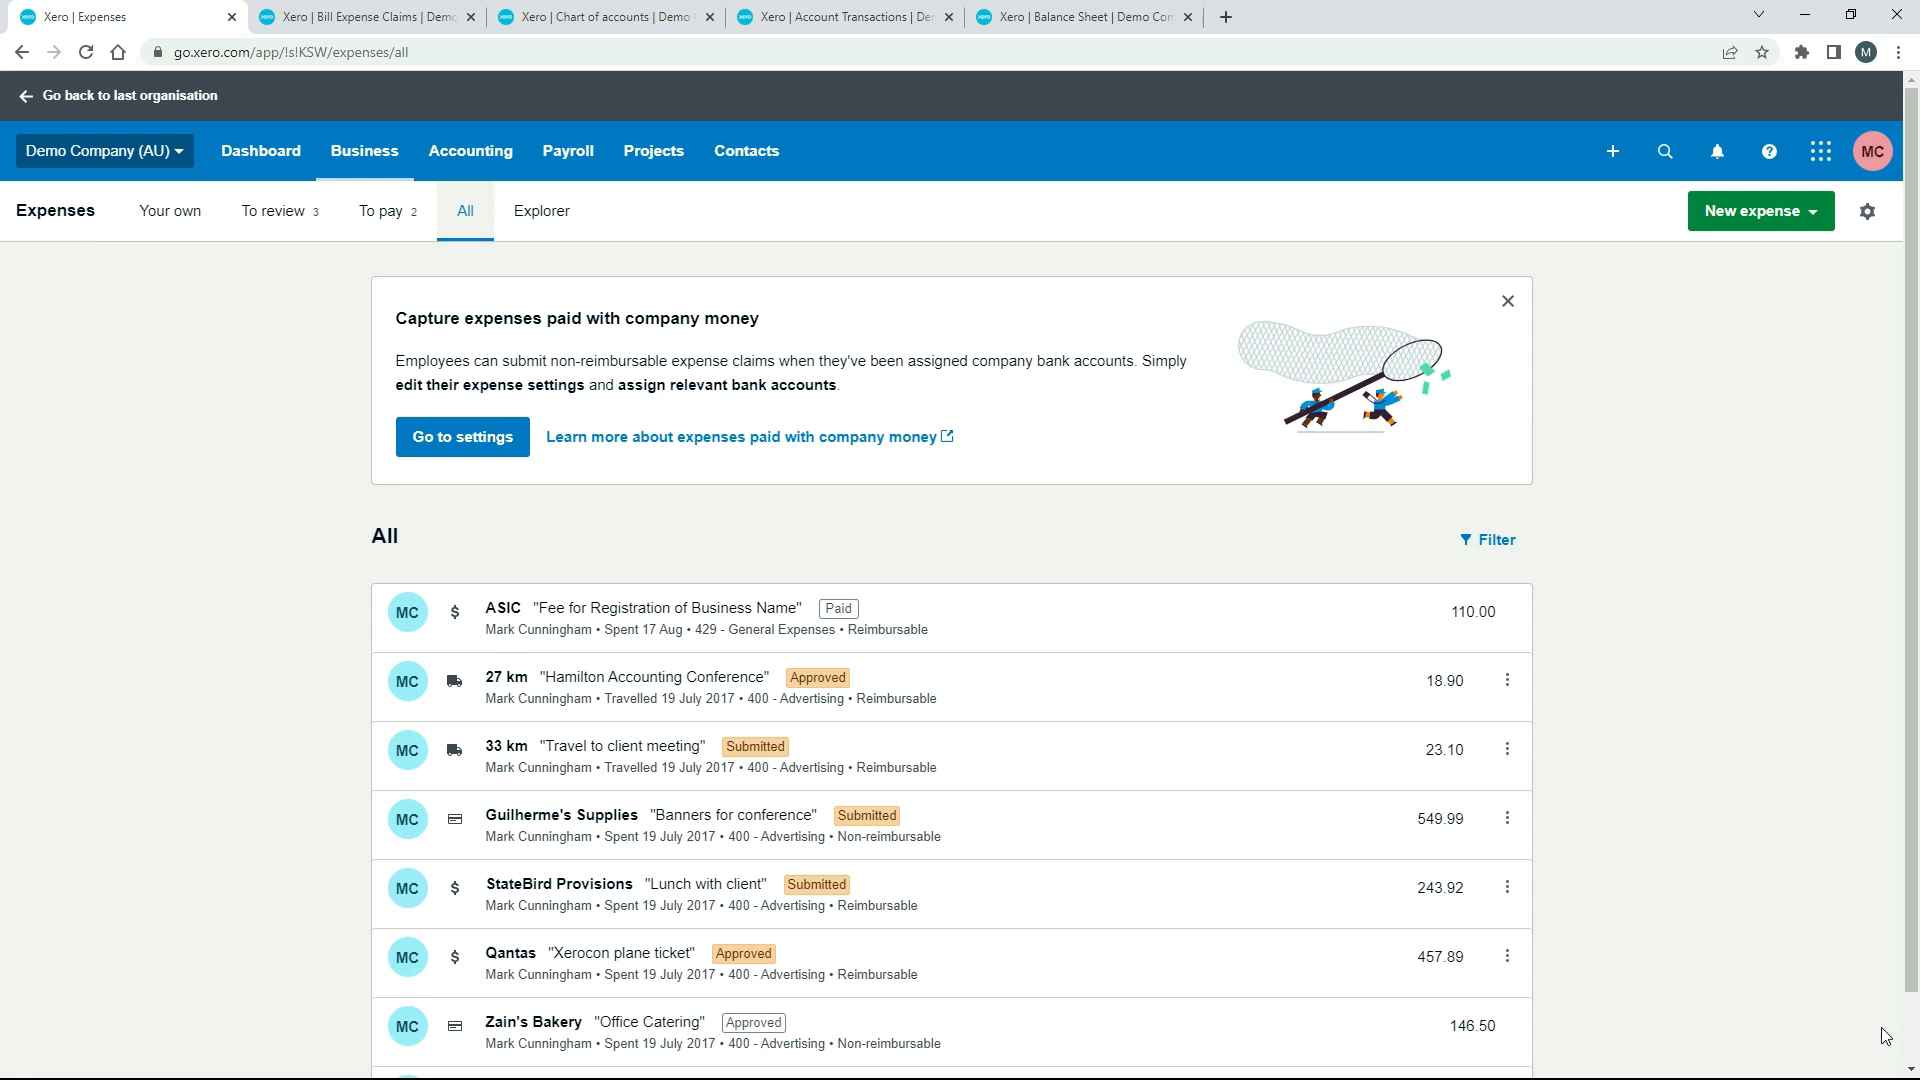 Xero | Expenses
Xero | Bill Expense Claims | Demo
Xero | Chart of accounts | Demo
Xero | Account Transactions | De
Xero | Balance Sheet | Demo Co
go.xero.com/app/!s!KSW/expenses/all
M
Go back to last organisation
Demo Company (AU)
Dashboard
Business
Accounting
Payroll
Projects
Contacts
MC
Expenses
Your own
To review 3
To pay 2
All
Explorer
New expense
Capture expenses paid with company money
Employees can submit non-reimbursable expense claims when they've been assigned company bank accounts. Simply
edit their expense settings and assign relevant bank accounts.
Go to settings
Learn more about expenses paid with company money
All
Filter
MC $ ASIC "Fee for Registration of Business Name" Paid 110.00
Mark Cunningham • Spent 17 Aug • 429 - General Expenses • Reimbursable
MC 27 km "Hamilton Accounting Conference" Approved 18.90
Mark Cunningham • Travelled 19 July 2017 • 400 - Advertising • Reimbursable
MC 33 km "Travel to client meeting" Submitted 23.10
Mark Cunningham • Travelled 19 July 2017 • 400 - Advertising • Reimbursable
MC Guilherme's Supplies "Banners for conference" Submitted 549.99
Mark Cunningham • Spent 19 July 2017 • 400 - Advertising • Non-reimbursable
MC $ StateBird Provisions "Lunch with client" Submitted 243.92
Mark Cunningham • Spent 19 July 2017 • 400 - Advertising • Reimbursable
MC $ Qantas "Xerocon plane ticket" Approved 457.89
Mark Cunningham • Spent 19 July 2017 • 400 - Advertising • Reimbursable
MC Zain's Bakery "Office Catering" Approved 146.50
Mark Cunningham • Spent 19 July 2017 • 400 - Advertising • Non-reimbursable